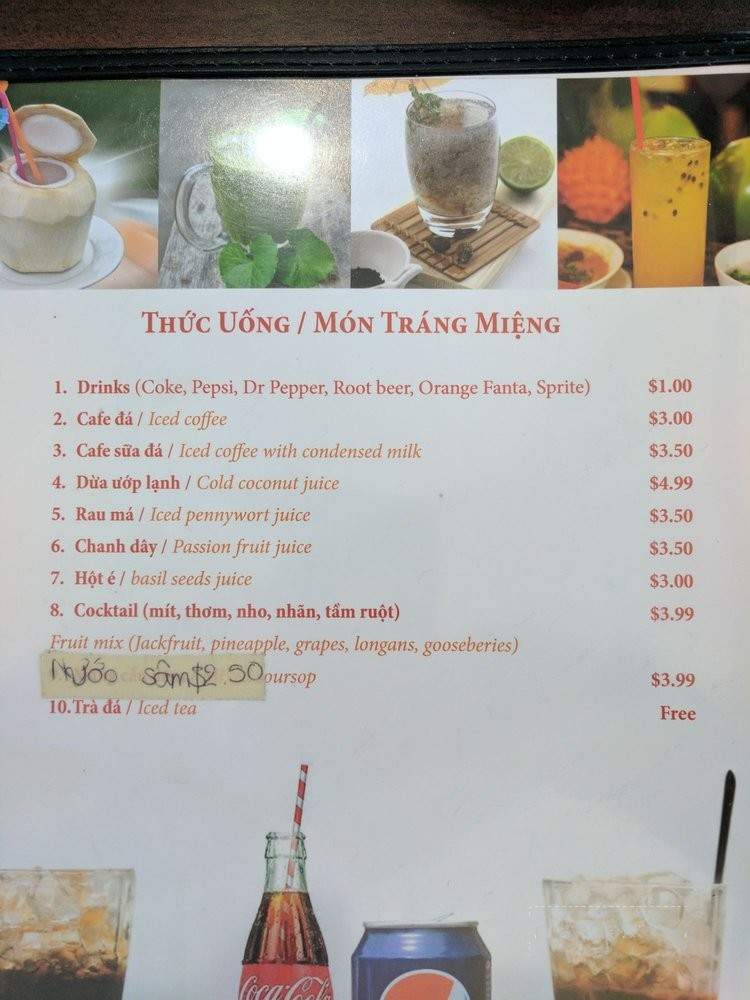 THỨC UỐNG / MÓN TRÁNG MIỆNG
1. Drinks (Coke, Pepsi, Dr Pepper, Root beer, Orange Fanta, Sprite) $1.00
2. Cafe đá / Iced coffee $3.00
3. Cafe sữa đá / Iced coffee with condensed milk $3.50
4. Dừa ướp lạnh / Cold coconut juice $4.99
5. Rau má / Iced pennywort juice $3.50
6. Chanh dây / Passion fruit juice $3.50
7. Hột é / basil seeds juice $3.00
8. Cocktail (mít, thơm, nho, nhãn, tầm ruột) $3.99
Fruit mix (Jackfruit, pineapple, grapes, longans, gooseberies)
Nước sâm $2.50 oursop $3.99
10. Trà đá / Iced tea Free
Coca-Cola